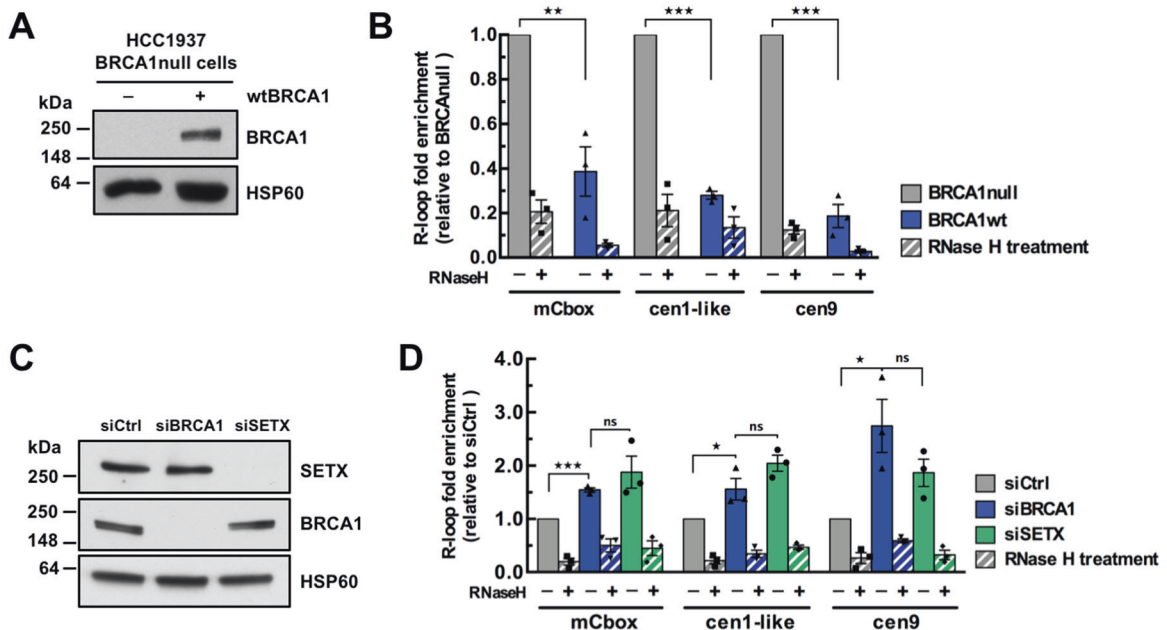 A
HCC1937
BRCA1null cells
– + wtBRCA1
kDa
250
148
BRCA1
64
HSP60
B
R-loop fold enrichment
(relative to BRCAnull )
1.0
0.8
0.6
0.4
0.2
0.0
★★ ★★★ ★★★
RNaseH – + – + – + – + – + – +
mCbox cen1-like cen9
BRCA1null
BRCA1wt
RNase H treatment
C
siCtrl siBRCA1 siSETX
kDa
250
SETX
250
148
BRCA1
64
HSP60
D
R-loop fold enrichment
(relative to siCtrl )
4.0
3.0
2.0
1.0
0.0
★★★ ns ★ ns ★ ns
RNaseH – + – + – + – + – + – + – + – + – +
mCbox cen1-like cen9
siCtrl
siBRCA1
siSETX
RNase H treatment